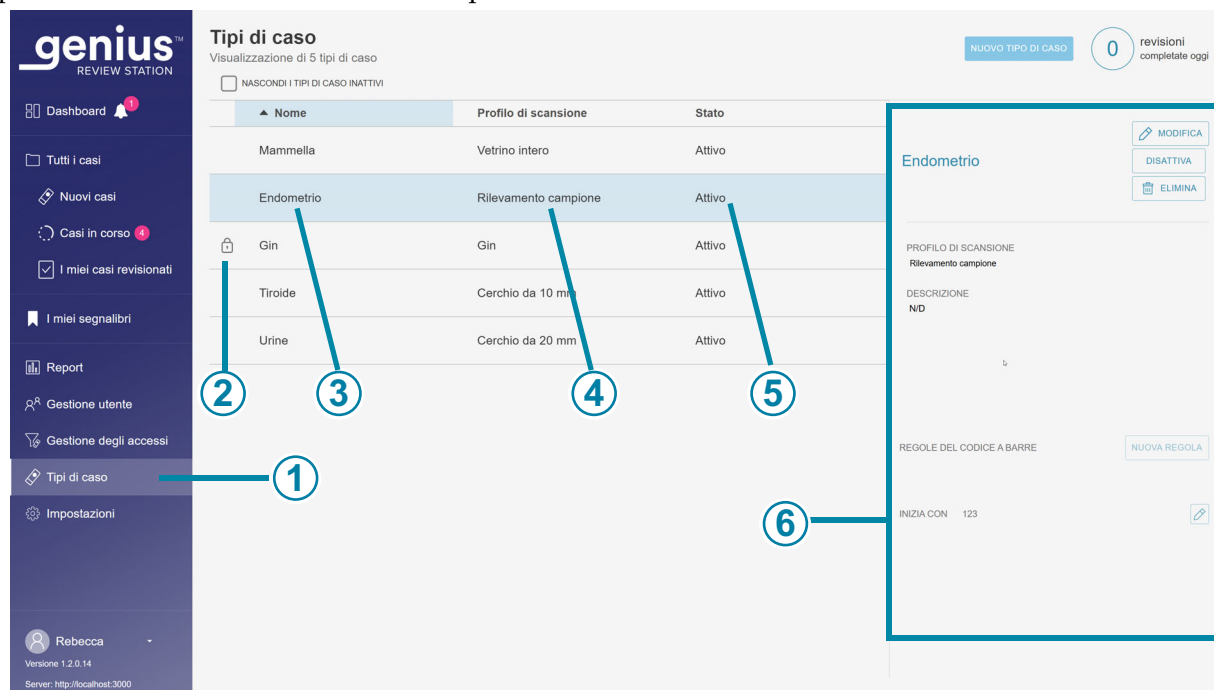 genius™
REVIEW STATION
Dashboard 1
Tutti i casi
Nuovi casi
Casi in corso 4
I miei casi revisionati
I miei segnalibri
Report
Gestione utente
Gestione degli accessi
Tipi di caso
Impostazioni
Rebecca
Versione 1.2.0.14
Server: http://localhost:3000
Tipi di caso
Visualizzazione di 5 tipi di caso
NASCONDI I TIPI DI CASO INATTIVI
NUOVO TIPO DI CASO
0 revisioni
completate oggi
Nome Profilo di scansione Stato
Mammella Vetrino intero Attivo
Endometrio Rilevamento campione Attivo
Gin Gin Attivo
Tiroide Cerchio da 10 mm Attivo
Urine Cerchio da 20 mm Attivo
2 3 4 5
1
6
MODIFICA
Endometrio DISATTIVA
ELIMINA
PROFILO DI SCANSIONE
Rilevamento campione
DESCRIZIONE
N/D
REGOLE DEL CODICE A BARRE NUOVA REGOLA
INIZIA CON 123